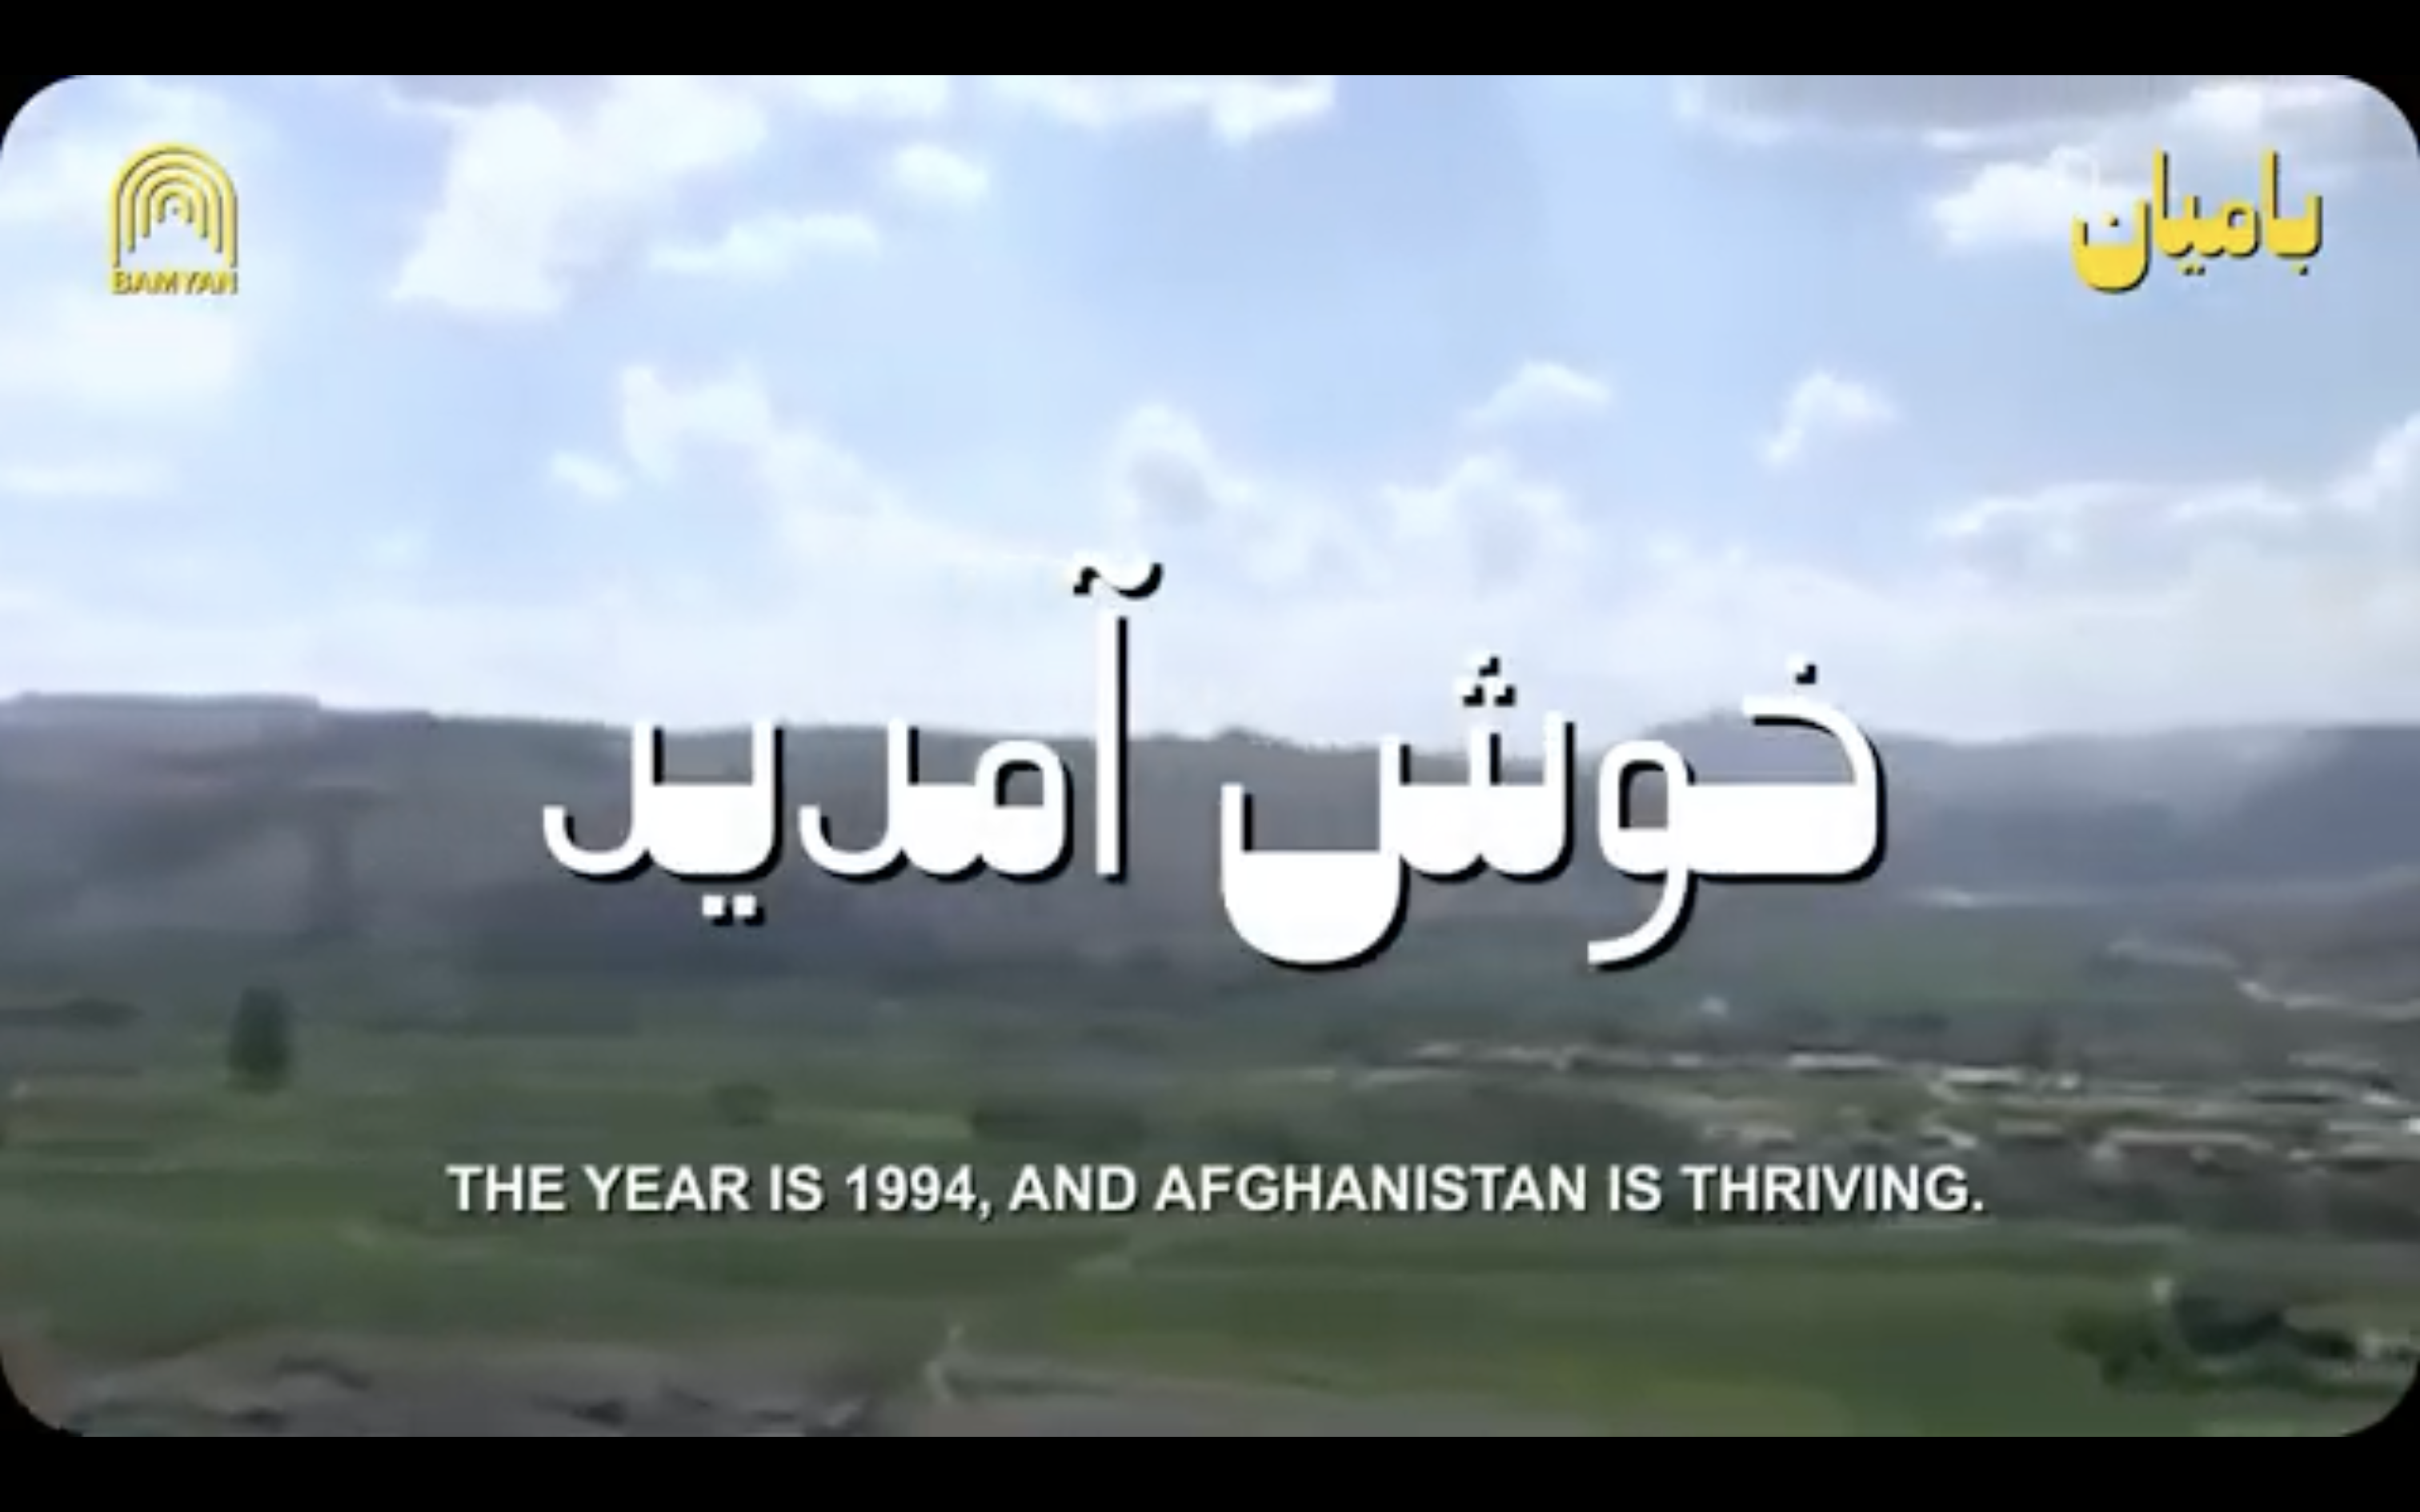 BAMYAN
بامیان
خوش آمدید
THE YEAR IS 1994, AND AFGHANISTAN IS THRIVING.